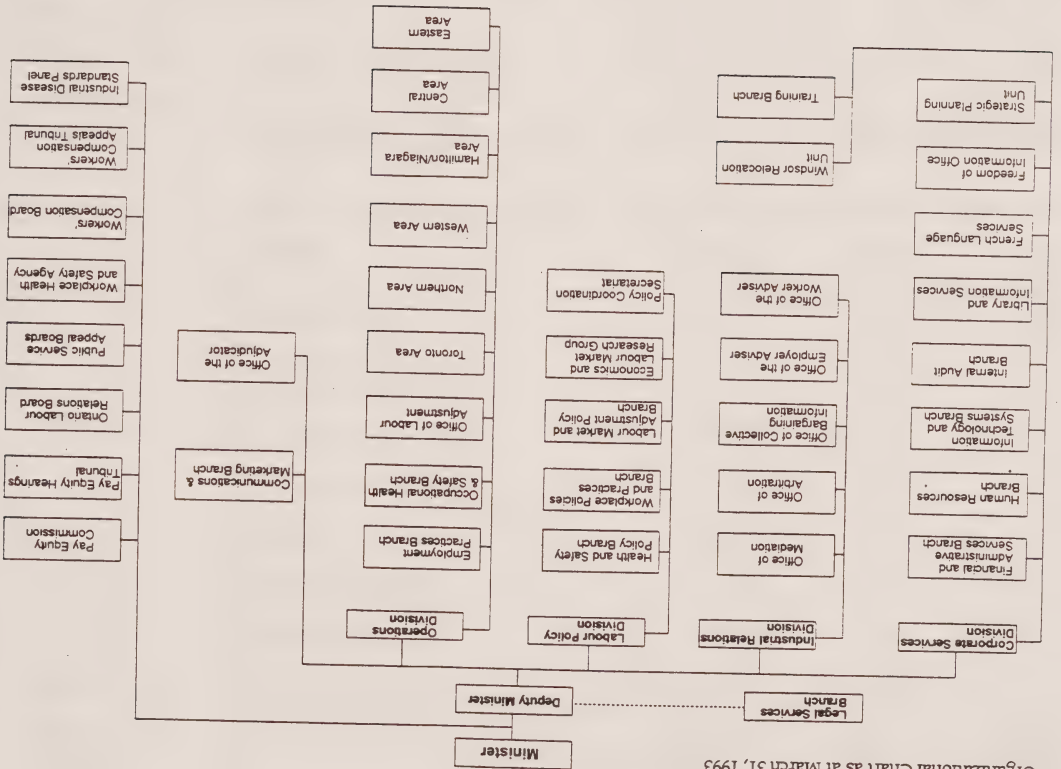 Organizational Chart as at March 31, 1993
Minister
Legal Services
Branch
Deputy Minister
Corporate Services
Division
Financial and
Administrative
Services Branch
Human Resources
Branch
Information
Technology and
Systems Branch
Internal Audit
Branch
Library and
Information Services
French Language
Services
Freedom of
Information Office
Strategic Planning
Unit
Windsor Relocation
Unit
Training Branch
Industrial Relations
Division
Office of
Mediation
Office of
Arbitration
Office of Collective
Bargaining
Information
Office of the
Employer Adviser
Office of the
Worker Adviser
Labour Policy
Division
Health and Safety
Policy Branch
Workplace Policies
and Practices
Branch
Labour Market and
Adjustment Policy
Branch
Economics and
Labour Market
Research Group
Policy Coordination
Secretariat
Operations
Division
Employment
Practices Branch
Occupational Health
& Safety Branch
Office of Labour
Adjustment
Toronto Area
Northern Area
Western Area
Hamilton/Niagara
Area
Central
Area
Eastern
Area
Communications &
Marketing Branch
Office of the
Adjudicator
Pay Equity
Commission
Pay Equity Hearings
Tribunal
Ontario Labour
Relations Board
Public Service
Appeal Boards
Workplace Health
and Safety Agency
Workers'
Compensation Board
Workers'
Compensation
Appeals Tribunal
Industrial Disease
Standards Panel